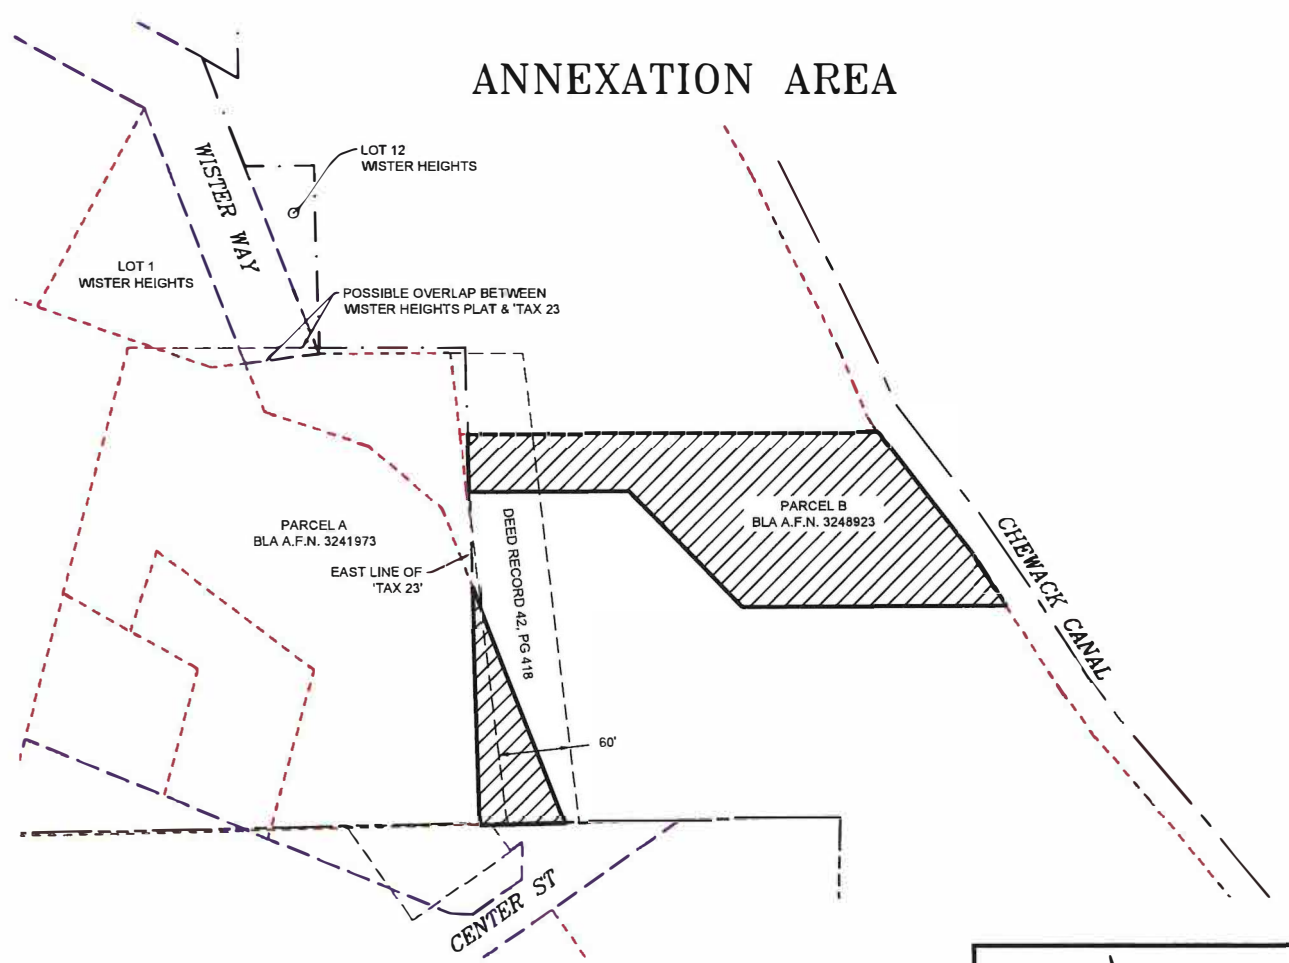 ANNEXATION AREA
LOT 12
WISTER HEIGHTS
WISTER WAY
LOT 1
WISTER HEIGHTS
POSSIBLE OVERLAP BETWEEN
WISTER HEIGHTS PLAT & 'TAX 23
PARCEL B
BLA A.F.N. 3248923
PARCEL A
BLA A.F.N. 3241973
EAST LINE OF
'TAX 23'
DEED RECORD 42, PG 418
CHEWACK CANAL
60'
CENTER ST